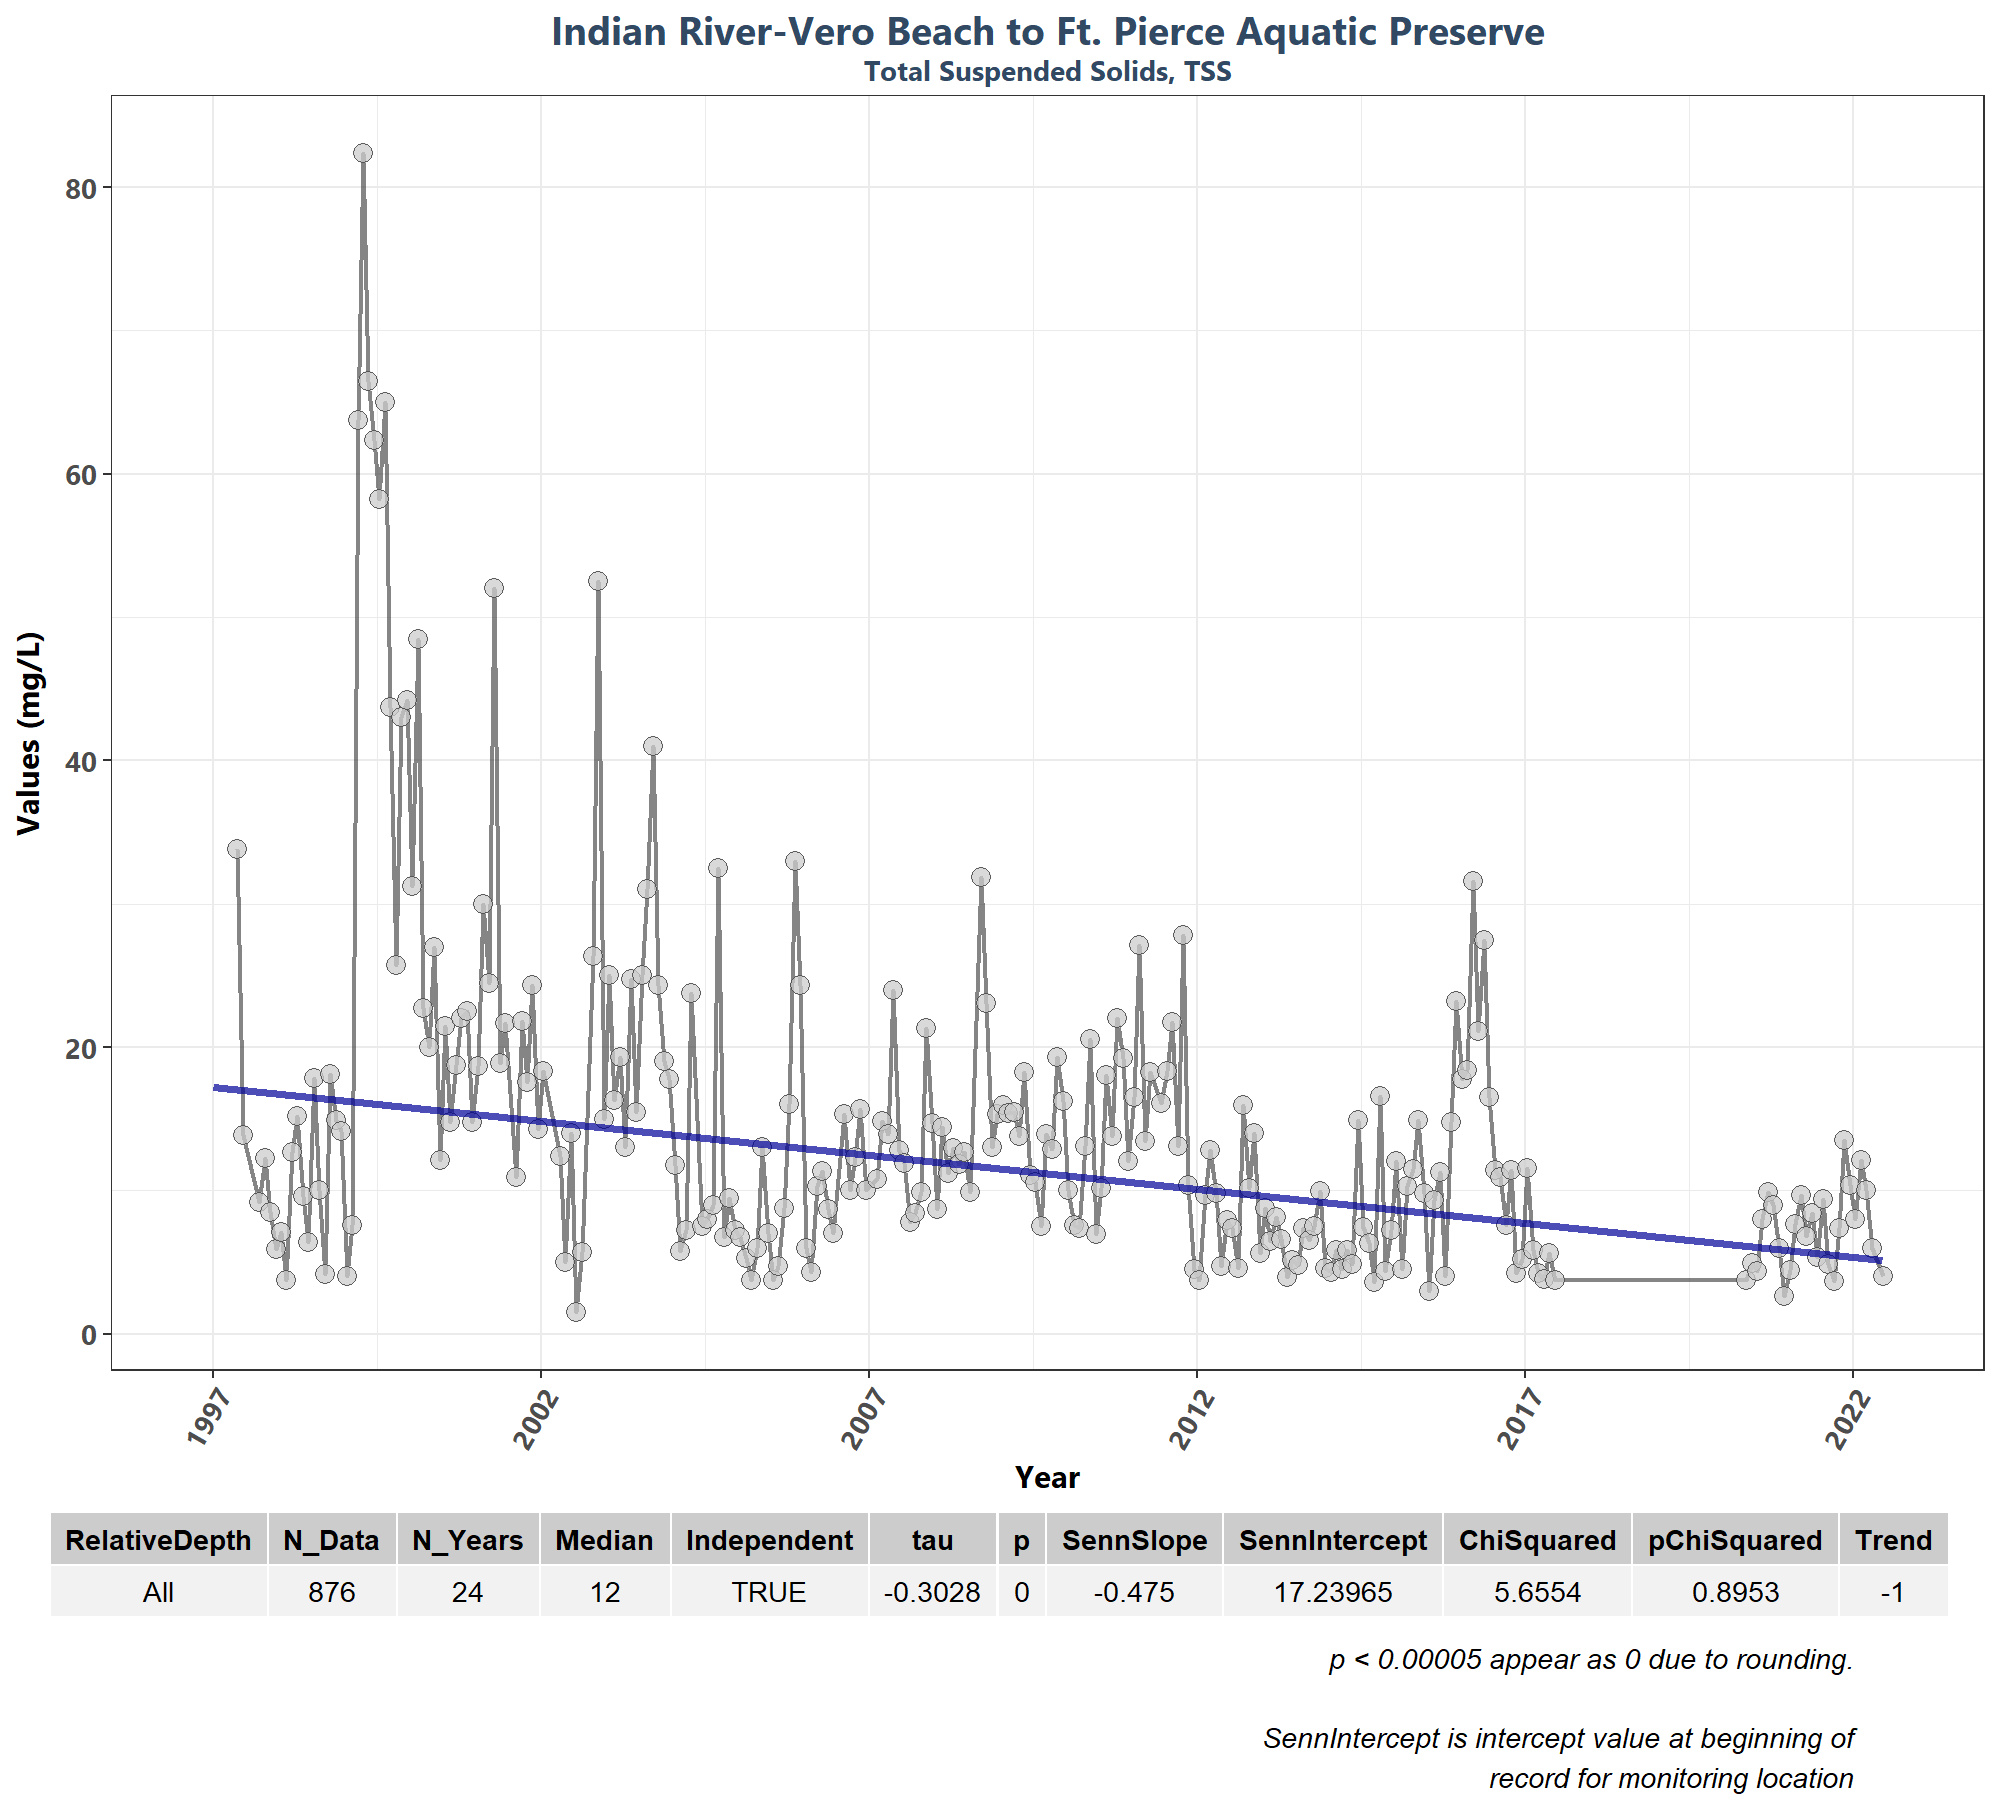 Indian River-Vero Beach to Ft. Pierce Aquatic Preserve
Total Suspended Solids, TSS
Values (mg/L)
80
60
40
20
0
1997
2002
2007
2012
2017
2022
Year
RelativeDepth N_Data N_Years Median Independent tau p SennSlope SennIntercept ChiSquared pChiSquared Trend
All 876 24 12 TRUE -0.3028 0 -0.475 17.23965 5.6554 0.8953 -1
p < 0.00005 appear as 0 due to rounding.
SennIntercept is intercept value at beginning of
record for monitoring location